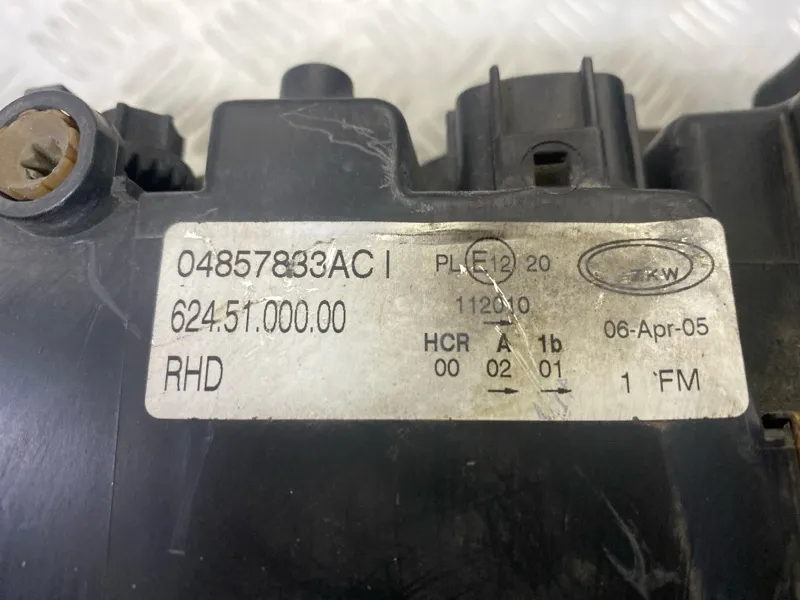 04857833AC I
624.51.000.00
RHD
PL E12 20
112010
→
HCR A 1b
00 02 01
→ →
ZKW
06-Apr-05
1 FM